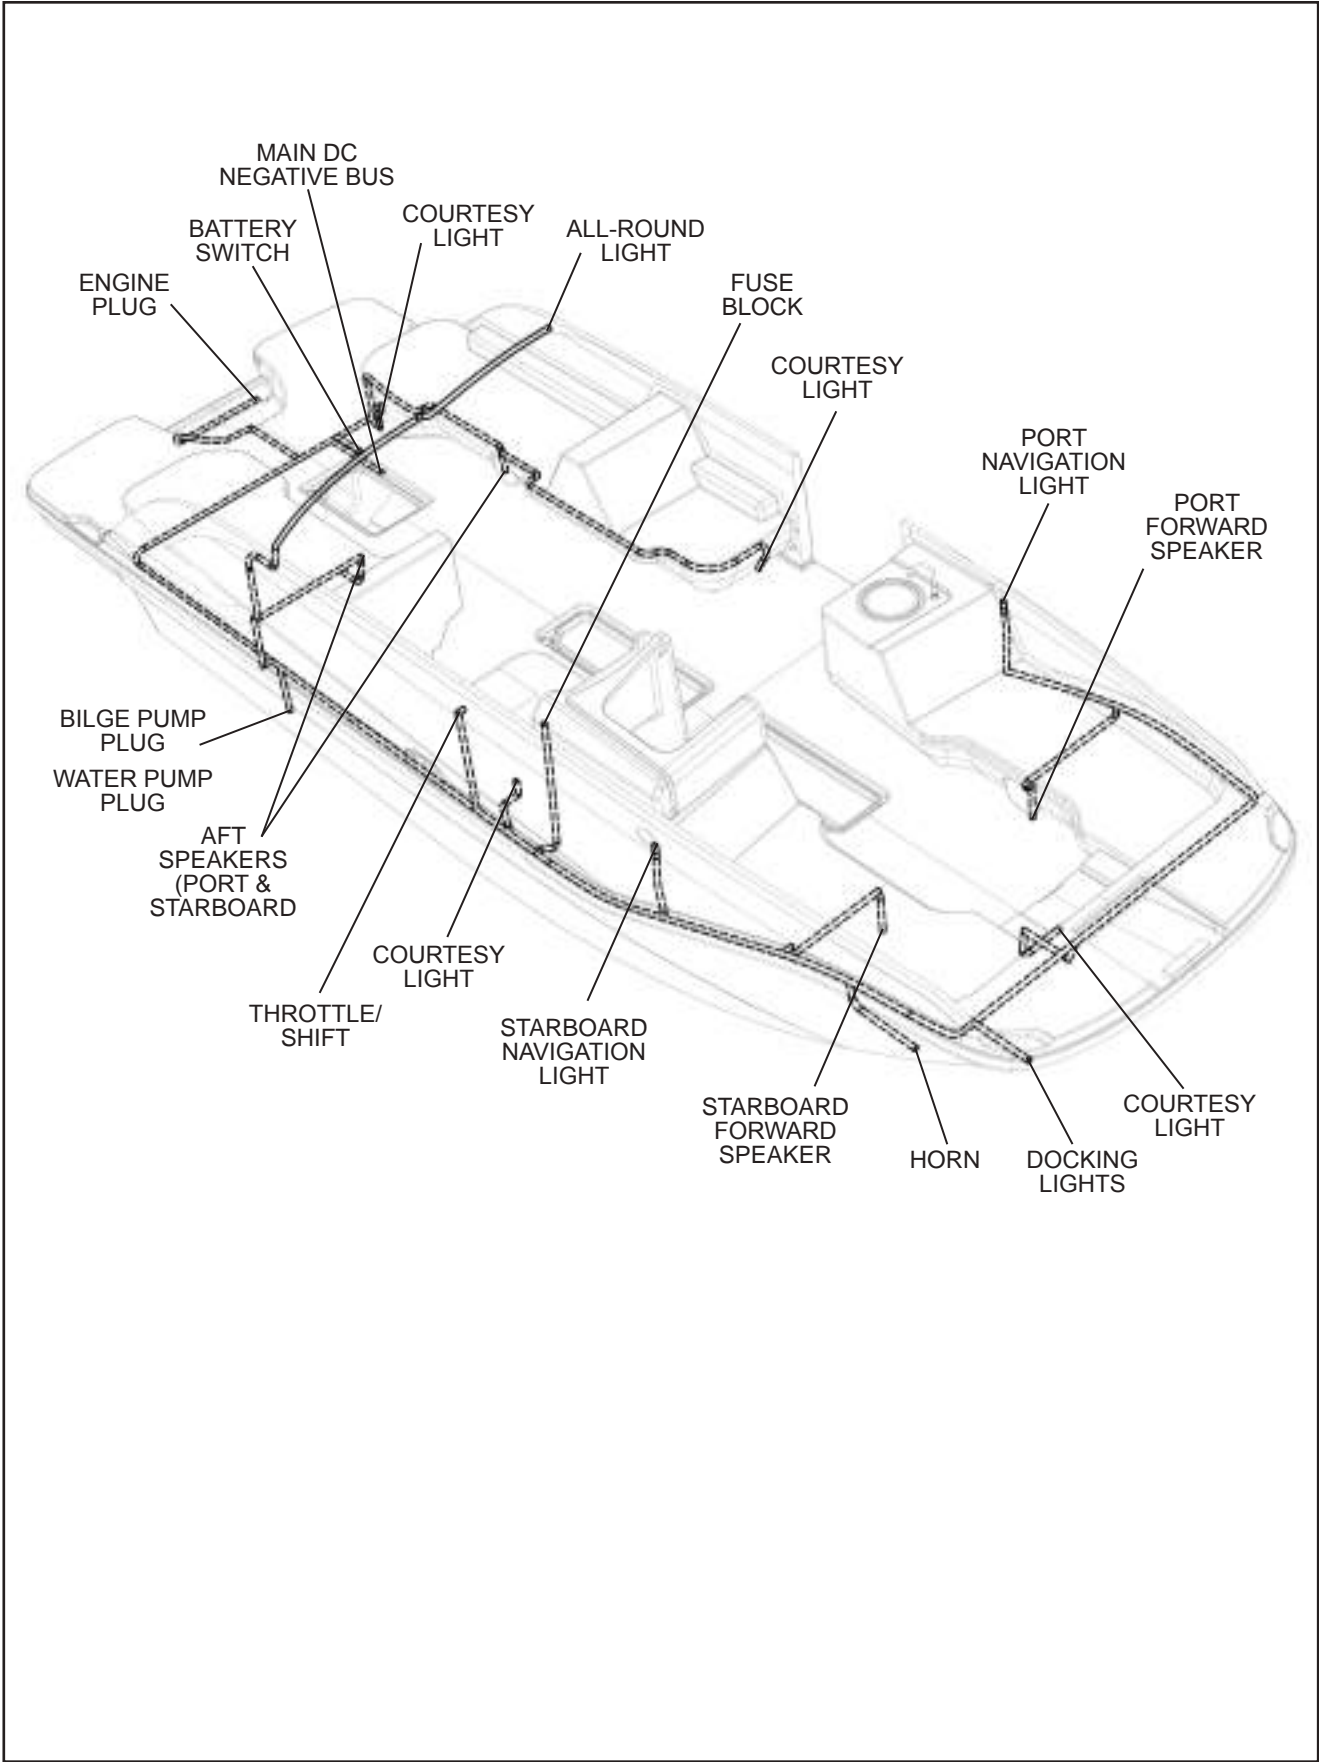 MAIN DC
NEGATIVE BUS
BATTERY
SWITCH
COURTESY
LIGHT
ALL-ROUND
LIGHT
ENGINE
PLUG
FUSE
BLOCK
COURTESY
LIGHT
PORT
NAVIGATION
LIGHT
PORT
FORWARD
SPEAKER
BILGE PUMP
PLUG
WATER PUMP
PLUG
AFT
SPEAKERS
(PORT &
STARBOARD
COURTESY
LIGHT
THROTTLE/
SHIFT
STARBOARD
NAVIGATION
LIGHT
STARBOARD
FORWARD
SPEAKER
HORN
DOCKING
LIGHTS
COURTESY
LIGHT